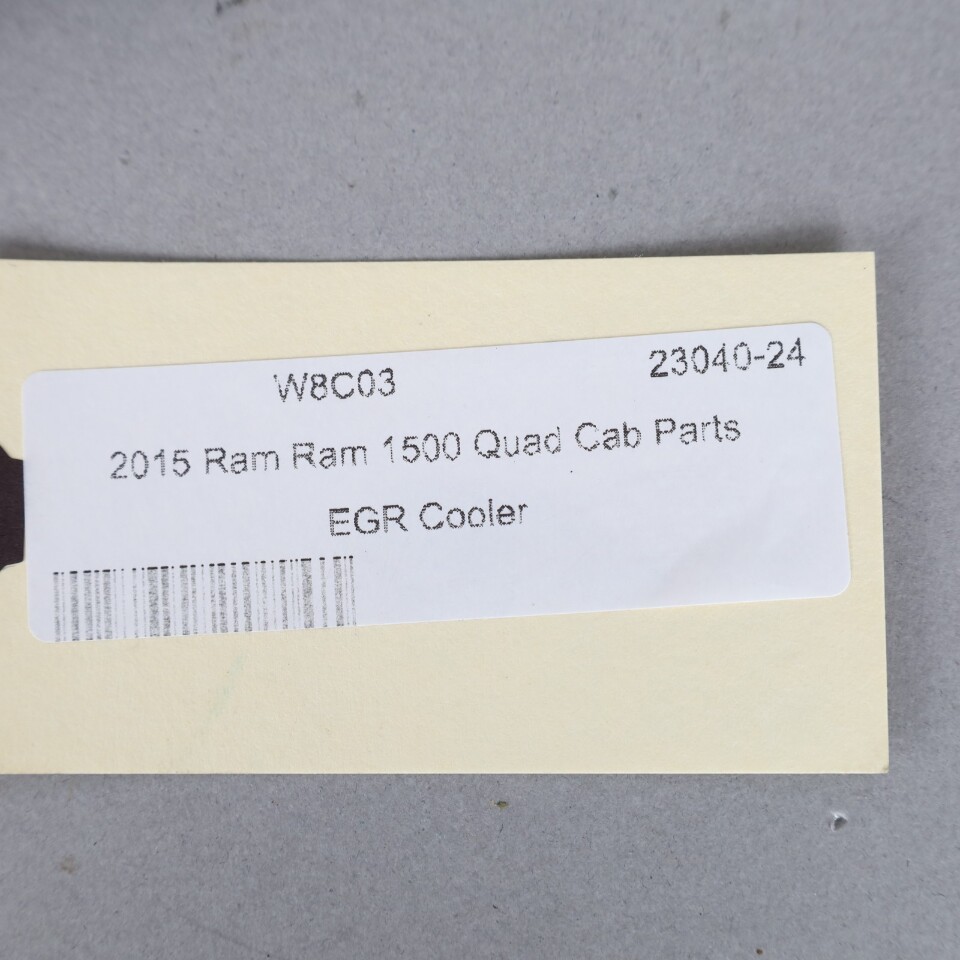 W8C03 23040-24
2015 Ram Ram 1500 Quad Cab Parts
EGR Cooler